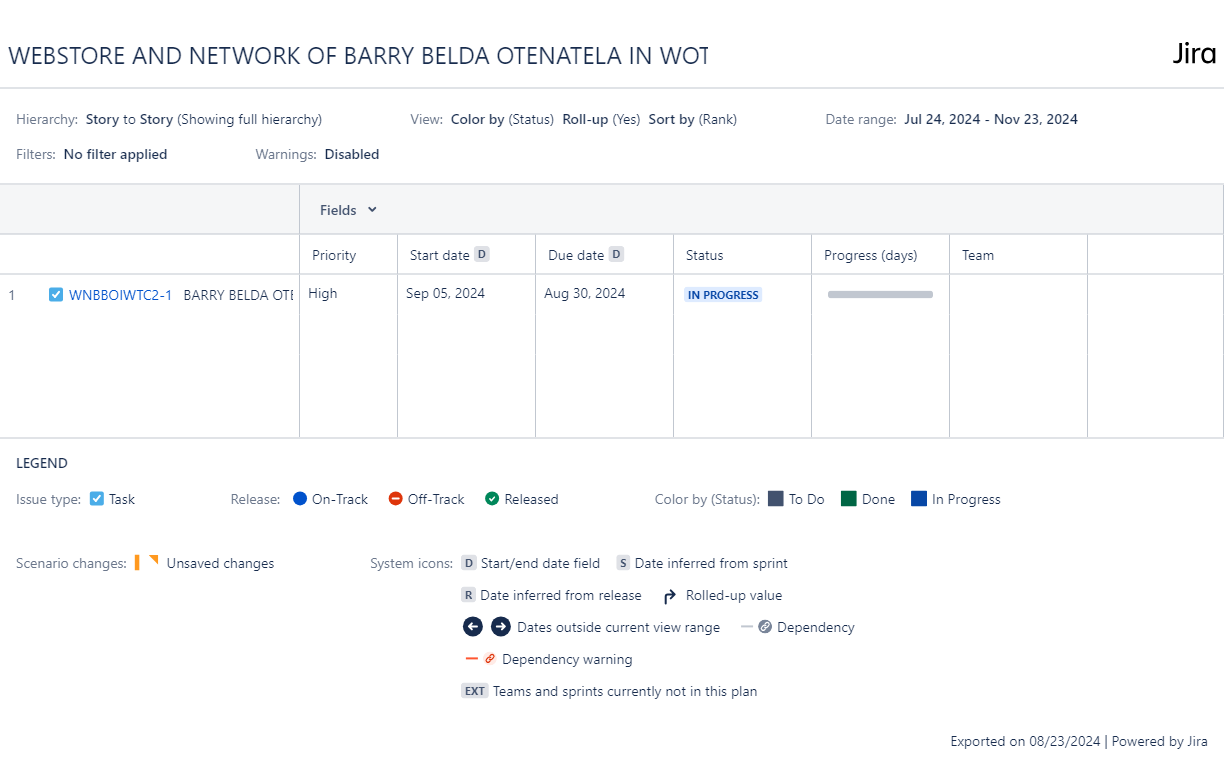 WEBSTORE AND NETWORK OF BARRY BELDA OTENATELA IN WOT
Jira
Hierarchy: Story to Story (Showing full hierarchy) View: Color by (Status) Roll-up (Yes) Sort by (Rank) Date range: Jul 24, 2024 - Nov 23, 2024
Filters: No filter applied Warnings: Disabled
Fields
Priority Start date D Due date D Status Progress (days) Team
1 WNBBOIWTC2-1 BARRY BELDA OTE High Sep 05, 2024 Aug 30, 2024 IN PROGRESS
LEGEND
Issue type: Task Release: On-Track Off-Track Released Color by (Status): To Do Done In Progress
Scenario changes: Unsaved changes System icons: D Start/end date field S Date inferred from sprint
R Date inferred from release Rolled-up value
Dates outside current view range Dependency
Dependency warning
EXT Teams and sprints currently not in this plan
Exported on 08/23/2024 | Powered by Jira